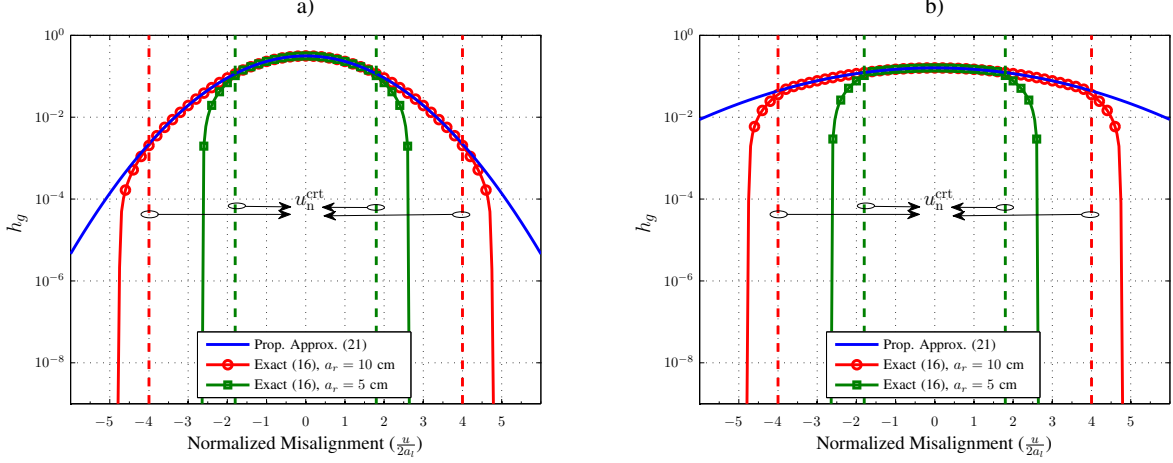 a)
10^0
10^{-2}
10^{-4}
10^{-6}
10^{-8}
h_g
u_n^{crt}
Prop. Approx. (21)
Exact (16), a_r = 10 cm
Exact (16), a_r = 5 cm
−5 −4 −3 −2 −1 0 1 2 3 4 5
Normalized Misalignment (\frac{u}{2a_l})
b)
10^0
10^{-2}
10^{-4}
10^{-6}
10^{-8}
h_g
u_n^{crt}
Prop. Approx. (21)
Exact (16), a_r = 10 cm
Exact (16), a_r = 5 cm
−5 −4 −3 −2 −1 0 1 2 3 4 5
Normalized Misalignment (\frac{u}{2a_l})